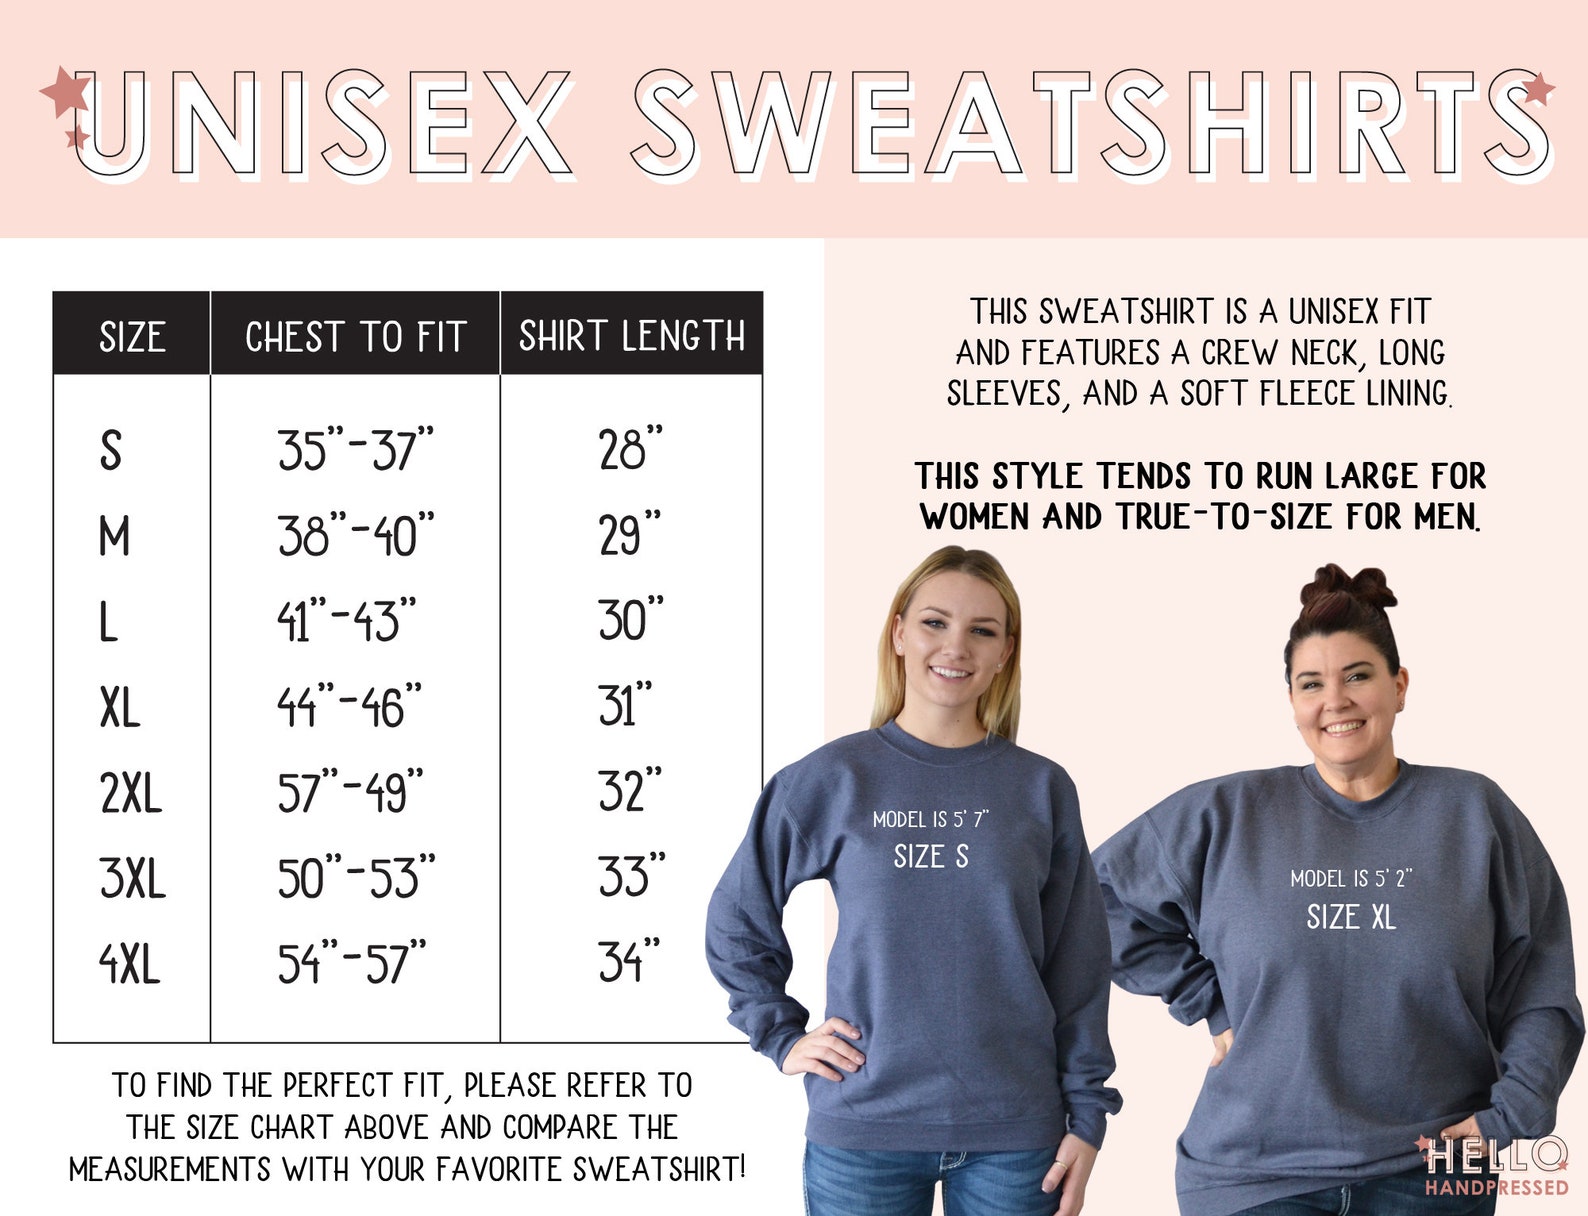 UNISEX SWEATSHIRTS
SIZE CHEST TO FIT SHIRT LENGTH
S 35”-37” 28”
M 38”-40” 29”
L 41”-43” 30”
XL 44”-46” 31”
2XL 57”-49” 32”
3XL 50”-53” 33”
4XL 54”-57” 34”
TO FIND THE PERFECT FIT, PLEASE REFER TO
THE SIZE CHART ABOVE AND COMPARE THE
MEASUREMENTS WITH YOUR FAVORITE SWEATSHIRT!
THIS SWEATSHIRT IS A UNISEX FIT
AND FEATURES A CREW NECK, LONG
SLEEVES, AND A SOFT FLEECE LINING.
THIS STYLE TENDS TO RUN LARGE FOR
WOMEN AND TRUE-TO-SIZE FOR MEN.
MODEL IS 5' 7”
SIZE S
MODEL IS 5' 2”
SIZE XL
HELLO
HANDPRESSED